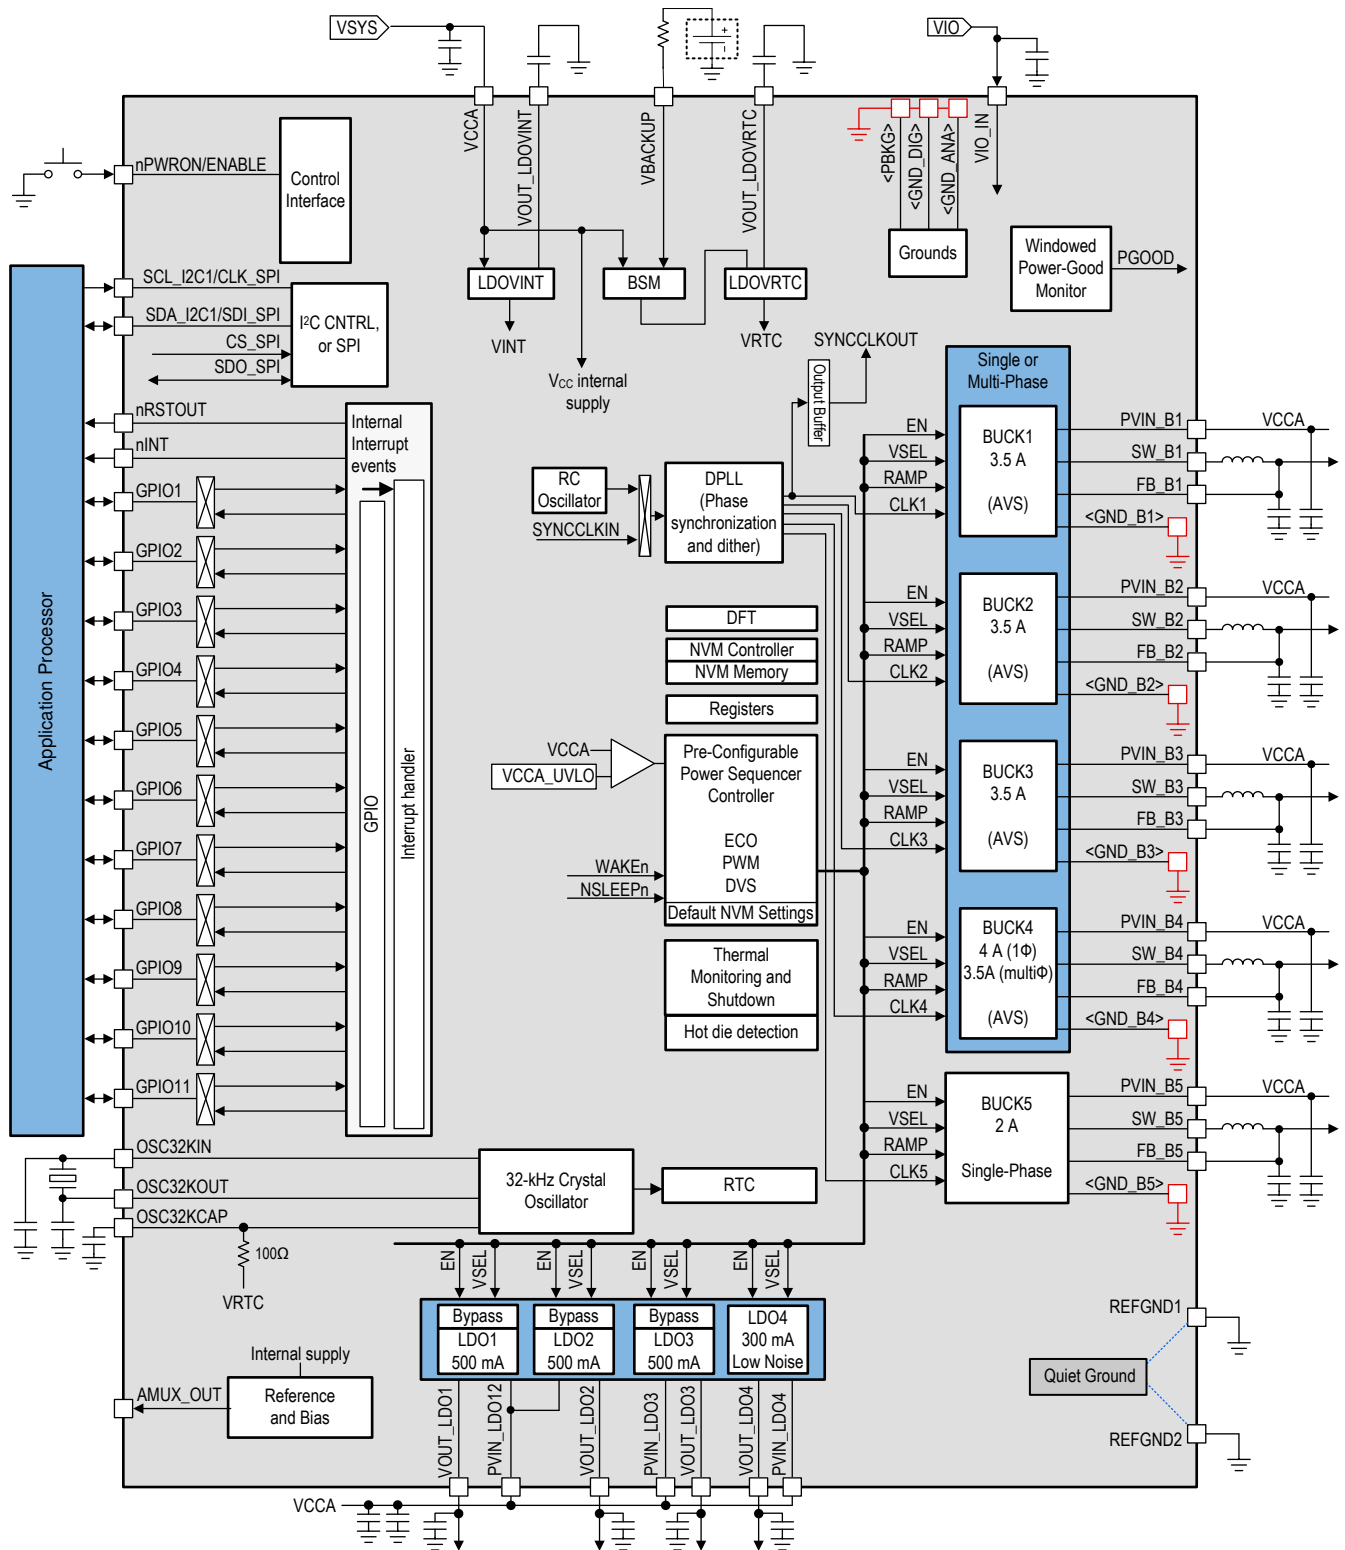 VSYS
VIO
+
-
VCCA
VOUT_LDOVINT
VBACKUP
VOUT_LDOVRTC
<PBKG>
<GND_DIG>
<GND_ANA>
VIO_IN
nPWRON/ENABLE
Control
Interface
Grounds
Windowed
Power-Good
Monitor
PGOOD
LDOVINT
BSM
LDOVRTC
VINT
VCC internal
supply
VRTC
SYNCCLKOUT
Output Buffer
Application Processor
SCL_I2C1/CLK_SPI
SDA_I2C1/SDI_SPI
CS_SPI
SDO_SPI
I²C CNTRL,
or SPI
nRSTOUT
nINT
GPIO1
GPIO2
GPIO3
GPIO4
GPIO5
GPIO6
GPIO7
GPIO8
GPIO9
GPIO10
GPIO11
Internal
Interrupt
events
GPIO
Interrupt handler
RC
Oscillator
SYNCCLKIN
DPLL
(Phase
synchronization
and dither)
DFT
NVM Controller
NVM Memory
Registers
VCCA
VCCA_UVLO
Pre-Configurable
Power Sequencer
Controller
ECO
PWM
DVS
Default NVM Settings
WAKEn
NSLEEPn
Thermal
Monitoring and
Shutdown
Hot die detection
Single or
Multi-Phase
EN
VSEL
RAMP
CLK1
BUCK1
3.5 A
(AVS)
PVIN_B1
SW_B1
FB_B1
<GND_B1>
VCCA
EN
VSEL
RAMP
CLK2
BUCK2
3.5 A
(AVS)
PVIN_B2
SW_B2
FB_B2
<GND_B2>
VCCA
EN
VSEL
RAMP
CLK3
BUCK3
3.5 A
(AVS)
PVIN_B3
SW_B3
FB_B3
<GND_B3>
VCCA
EN
VSEL
RAMP
CLK4
BUCK4
4 A (1Φ)
3.5A (multiΦ)
(AVS)
PVIN_B4
SW_B4
FB_B4
<GND_B4>
VCCA
EN
VSEL
RAMP
CLK5
BUCK5
2 A
Single-Phase
PVIN_B5
SW_B5
FB_B5
<GND_B5>
VCCA
OSC32KIN
OSC32KOUT
OSC32KCAP
100Ω
VRTC
32-kHz Crystal
Oscillator
RTC
EN
VSEL
EN
VSEL
EN
VSEL
EN
VSEL
Bypass
LDO1
500 mA
Bypass
LDO2
500 mA
Bypass
LDO3
500 mA
LDO4
300 mA
Low Noise
Internal supply
Reference
and Bias
AMUX_OUT
VOUT_LDO1
PVIN_LDO12
VOUT_LDO2
PVIN_LDO3
VOUT_LDO3
VOUT_LDO4
PVIN_LDO4
VCCA
REFGND1
Quiet Ground
REFGND2